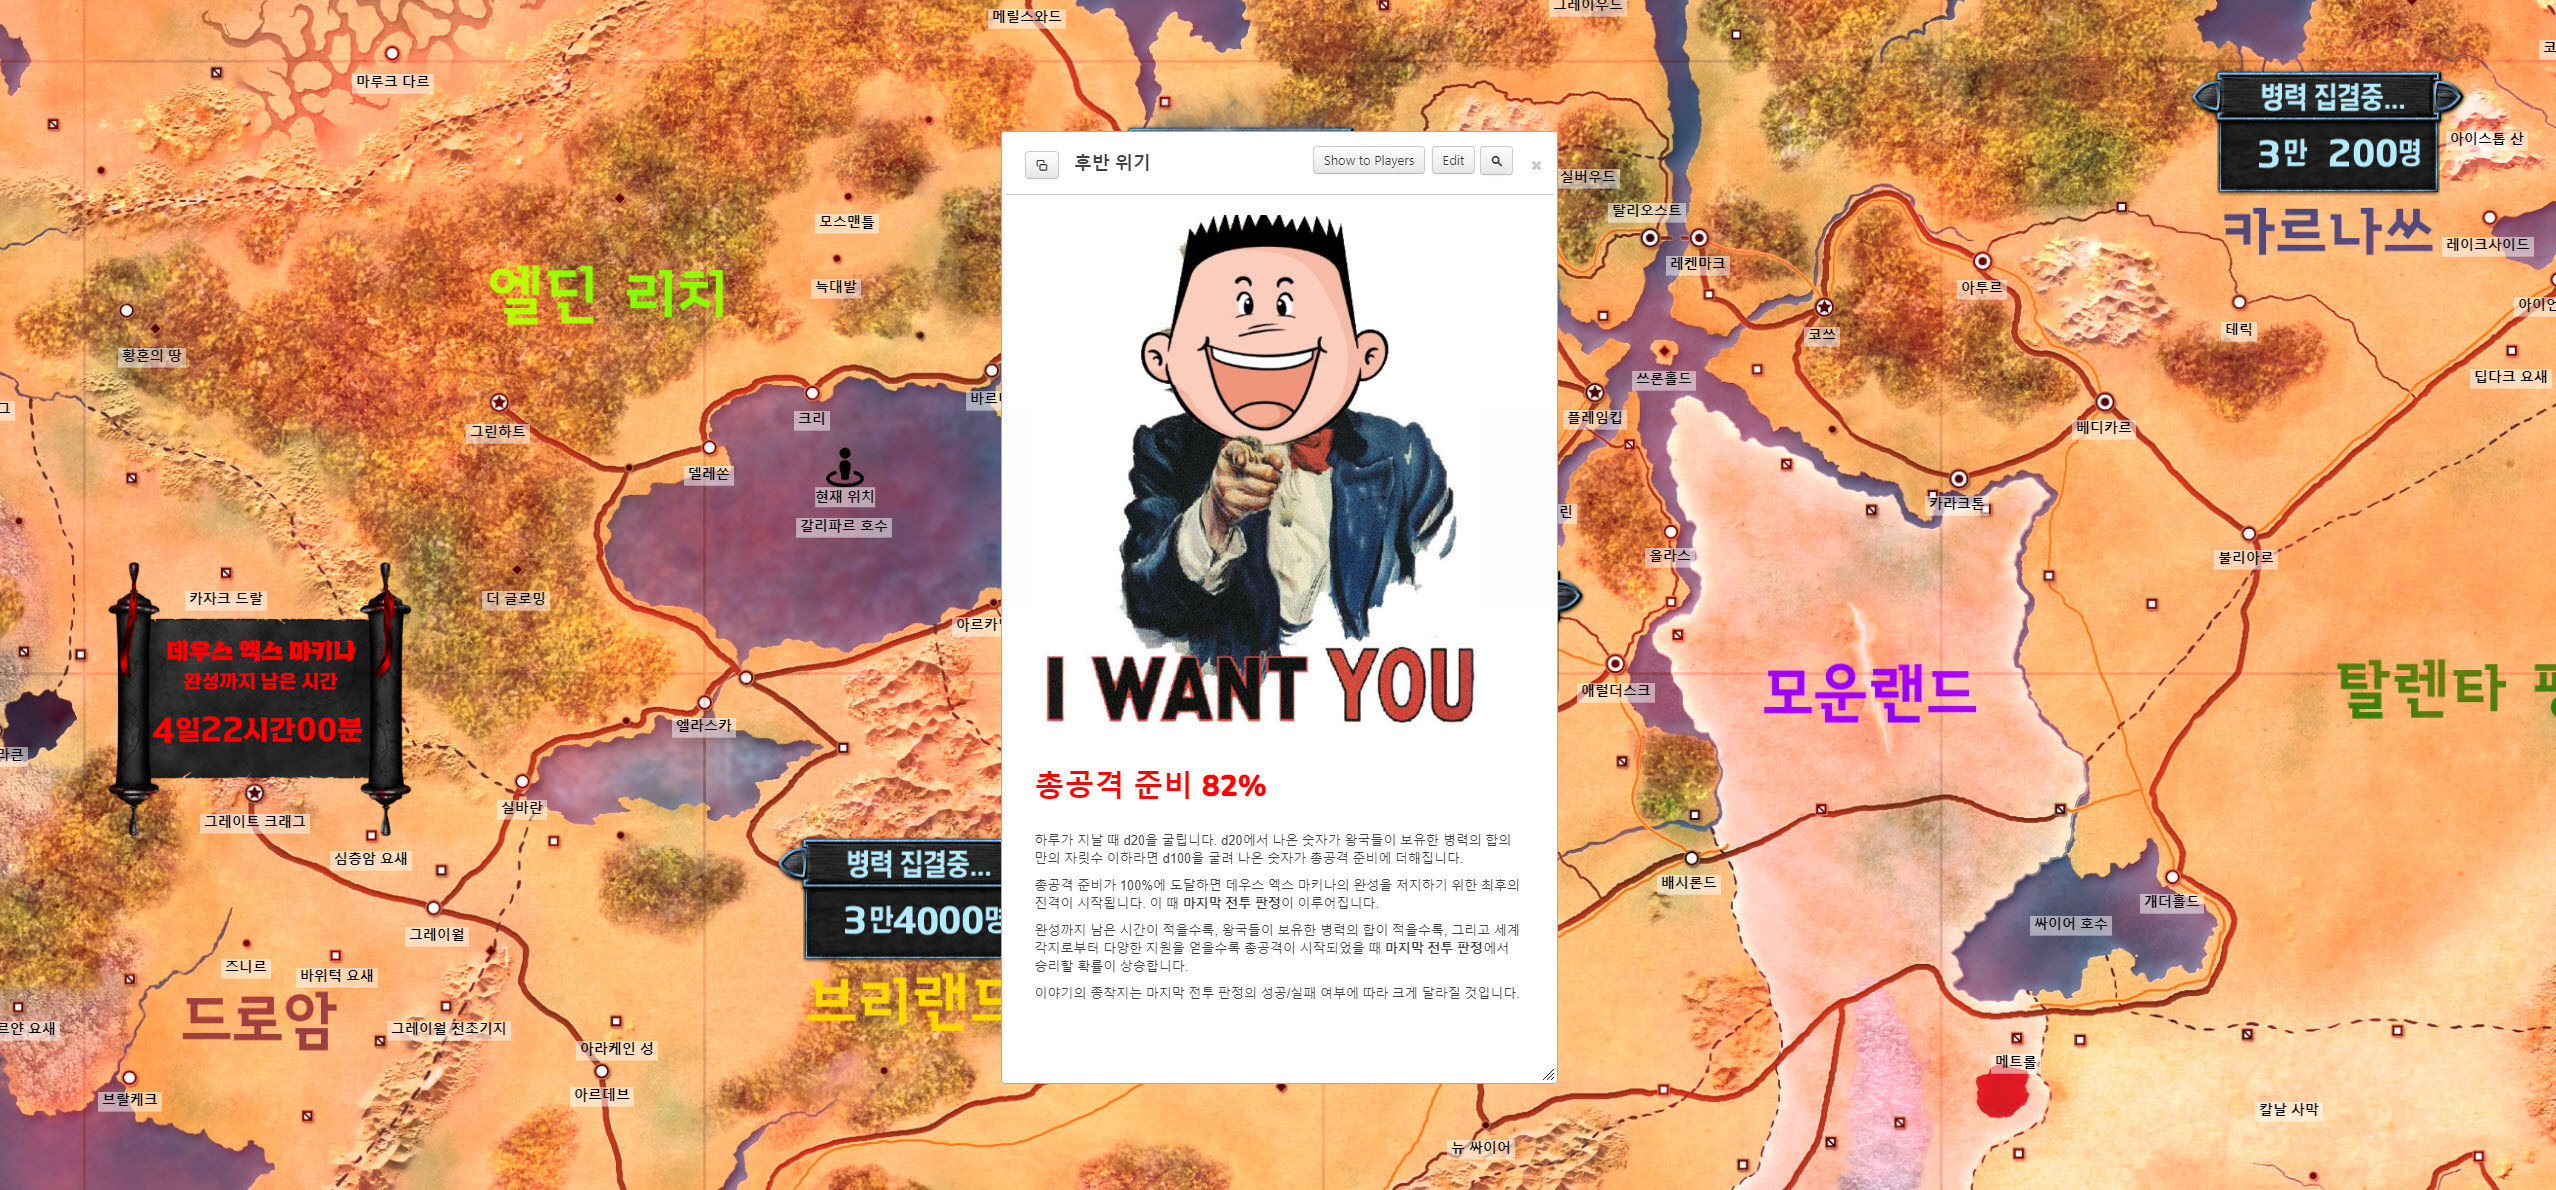 메릴스와드
그레이우드
마루크 다르
병력 집결중...
3만 200명
아이스톱 산
카르나쓰
레이크사이드
실버우드
탈리오스트
레켄마크
모스맨틀
늑대발
엘딘 리치
아투르
테릭
코쓰
황혼의 땅
쓰론홀드
딥다크 요새
크리
플레임킵
베디카르
그린하트
델레쏜
현재 위치
갈리파르 호수
카라크톤
올라스
불리아르
카자크 드랄
더 글로밍
데우스 엑스 마키나
완성까지 남은 시간
4일22시간00분
애럴더스크
모운랜드
탈렌타
엘라스카
실바란
그레이트 크래그
심층암 요새
병력 집결중...
3만4000명
배시론드
개더홀드
싸이어 호수
그레이월
즈니르
바위턱 요새
드로암
브리랜드
그레이월 전초기지
아라케인 성
메트롤
브랄케크
아르데브
칼날 사막
뉴 싸이어
후반 위기
Show to Players
Edit
I WANT YOU
총공격 준비 82%
하루가 지날 때 d20을 굴립니다. d20에서 나온 숫자가 왕국들이 보유한 병력의 합의
만의 자릿수 이하라면 d100을 굴려 나온 숫자가 총공격 준비에 더해집니다.
총공격 준비가 100%에 도달하면 데우스 엑스 마키나의 완성을 저지하기 위한 최후의
진격이 시작됩니다. 이 때 마지막 전투 판정이 이루어집니다.
완성까지 남은 시간이 적을수록, 왕국들이 보유한 병력의 합이 적을수록, 그리고 세계
각지로부터 다양한 지원을 얻을수록 총공격이 시작되었을 때 마지막 전투 판정에서
승리할 확률이 상승합니다.
이야기의 종착지는 마지막 전투 판정의 성공/실패 여부에 따라 크게 달라질 것입니다.